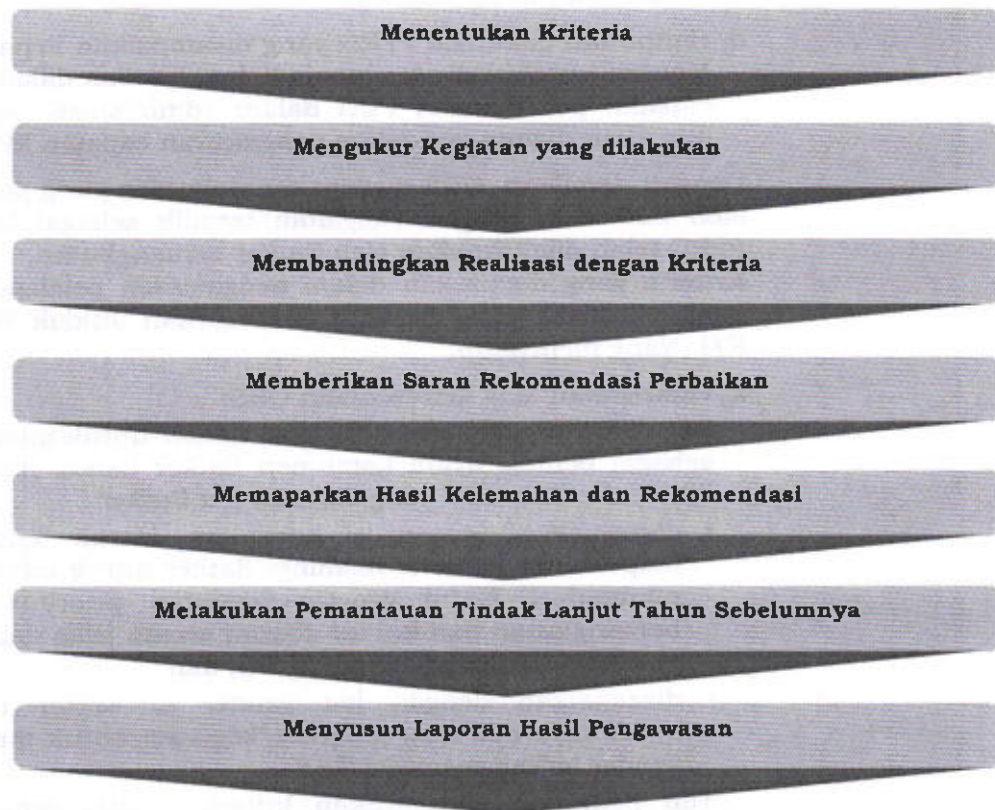 Menentukan Kriteria
Mengukur Kegiatan yang dilakukan
Membandingkan Realisasi dengan Kriteria
Memberikan Saran Rekomendasi Perbaikan
Memaparkan Hasil Kelemahan dan Rekomendasi
Melakukan Pemantauan Tindak Lanjut Tahun Sebelumnya
Menyusun Laporan Hasil Pengawasan